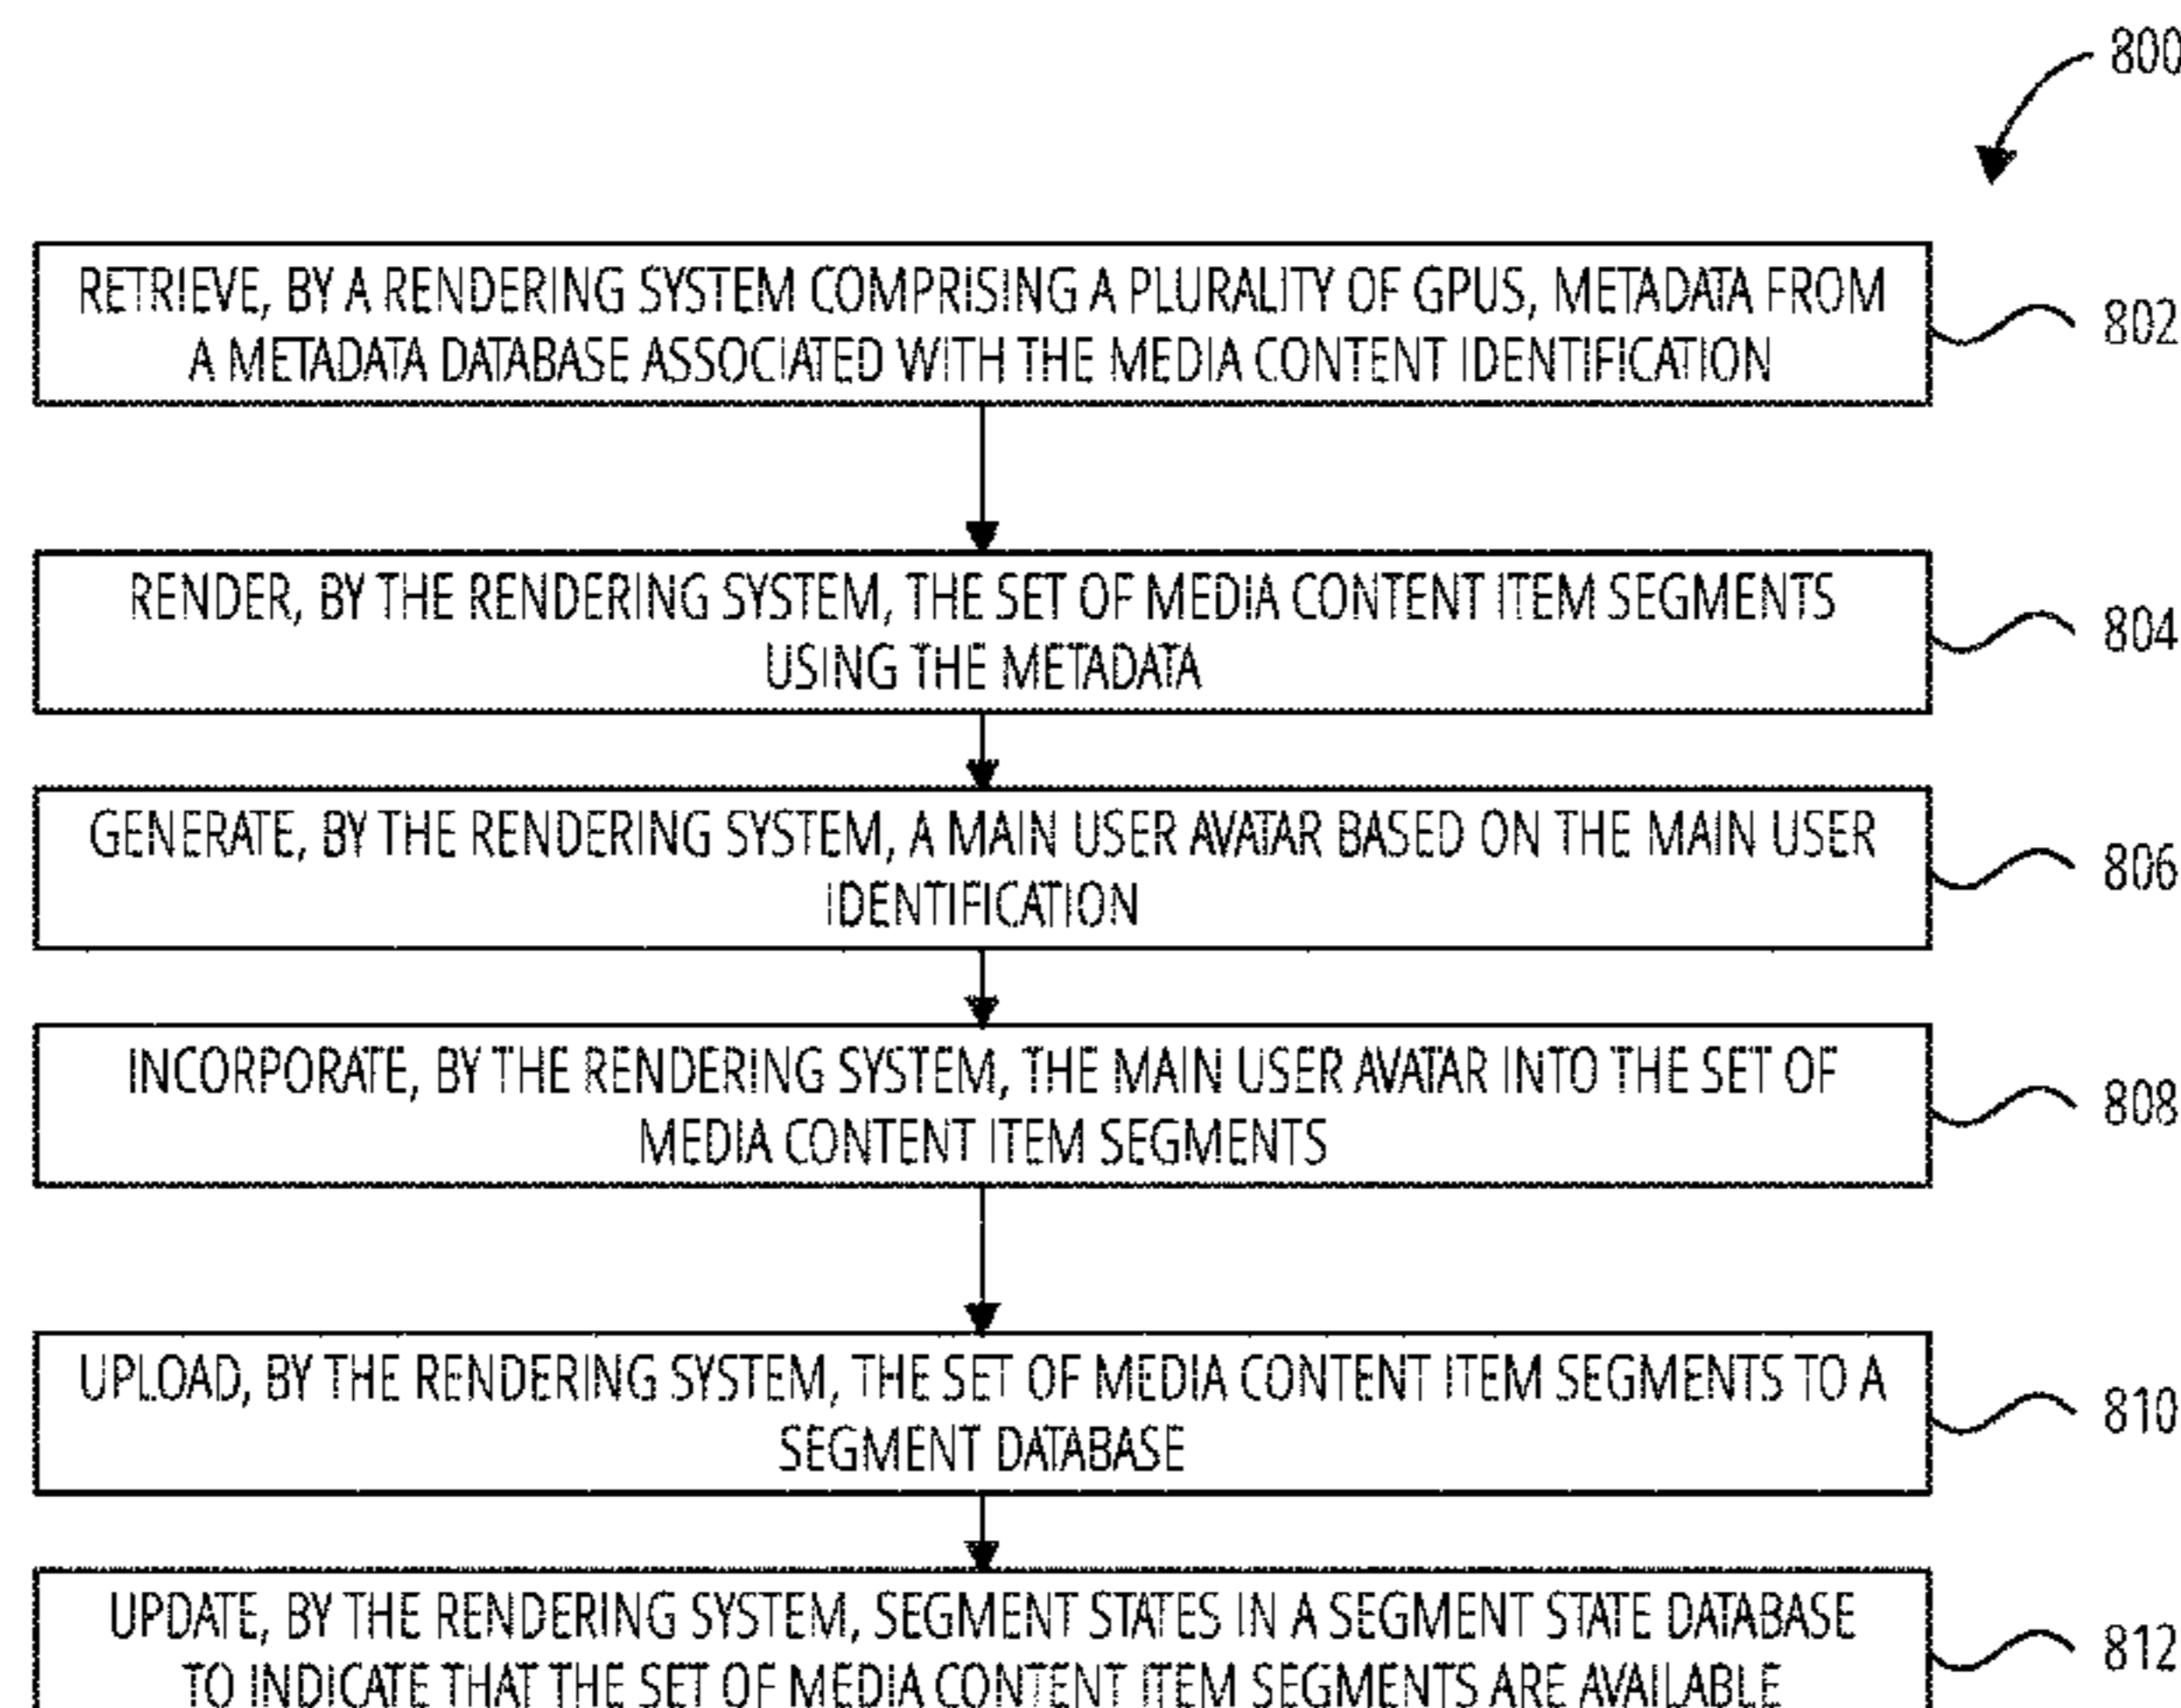 800
RETRIEVE, BY A RENDERING SYSTEM COMPRISING A PLURALITY OF GPUS, METADATA FROM
A METADATA DATABASE ASSOCIATED WITH THE MEDIA CONTENT IDENTIFICATION
802
RENDER, BY THE RENDERING SYSTEM, THE SET OF MEDIA CONTENT ITEM SEGMENTS
USING THE METADATA
804
GENERATE, BY THE RENDERING SYSTEM, A MAIN USER AVATAR BASED ON THE MAIN USER
IDENTIFICATION
806
INCORPORATE, BY THE RENDERING SYSTEM, THE MAIN USER AVATAR INTO THE SET OF
MEDIA CONTENT ITEM SEGMENTS
808
UPLOAD, BY THE RENDERING SYSTEM, THE SET OF MEDIA CONTENT ITEM SEGMENTS TO A
SEGMENT DATABASE
810
UPDATE, BY THE RENDERING SYSTEM, SEGMENT STATES IN A SEGMENT STATE DATABASE
TO INDICATE THAT THE SET OF MEDIA CONTENT ITEM SEGMENTS ARE AVAILABLE
812